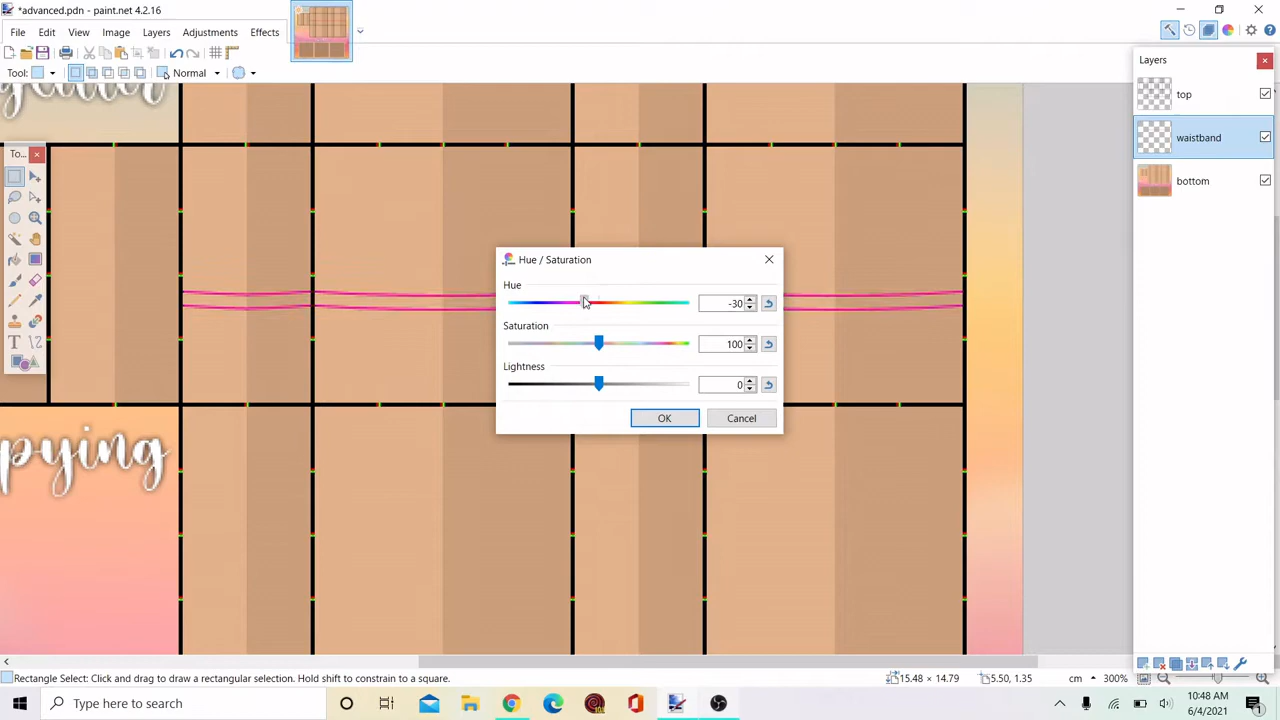 *advanced.pdn - paint.net 4.2.16
File Edit View Image Layers Adjustments Effects
Tool: Normal
glitter
To...
Layers
top
waistband
bottom
Hue / Saturation
Hue
-30
Saturation
100
Lightness
0
OK Cancel
pying
Rectangle Select: Click and drag to draw a rectangular selection. Hold shift to constrain to a square.
15.48 × 14.79 5.50, 1.35 cm 300%
Type here to search
10:48 AM
6/4/2021
1